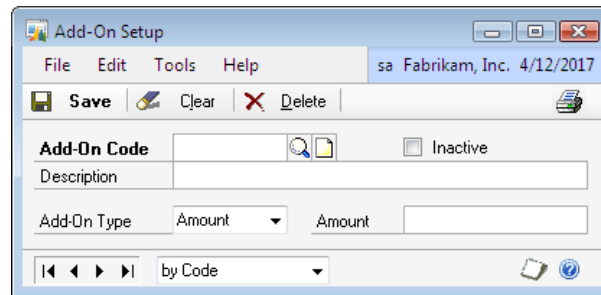 Add-On Setup
File Edit Tools Help sa Fabrikam, Inc. 4/12/2017
Save Clear Delete
Add-On Code Inactive
Description
Add-On Type Amount Amount
by Code